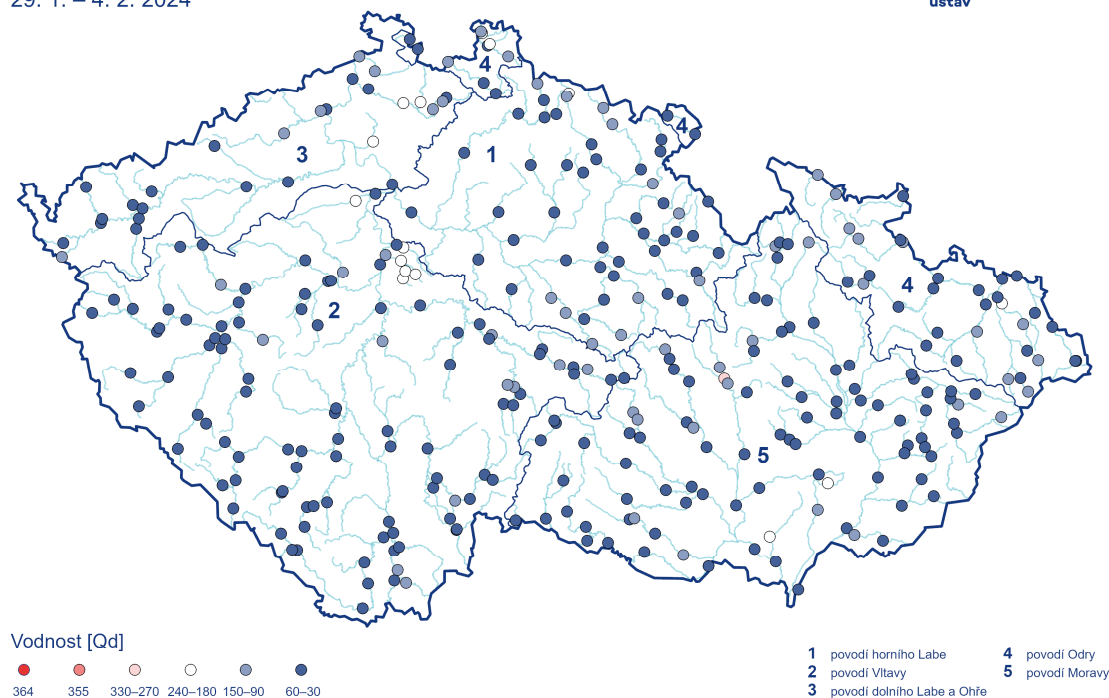 29. 1. – 4. 2. 2024
ústav
4
4
3
1
2
4
5
Vodnost [Qd]
364 355 330–270 240–180 150–90 60–30
1 povodí horního Labe
2 povodí Vltavy
3 povodí dolního Labe a Ohře
4 povodí Odry
5 povodí Moravy